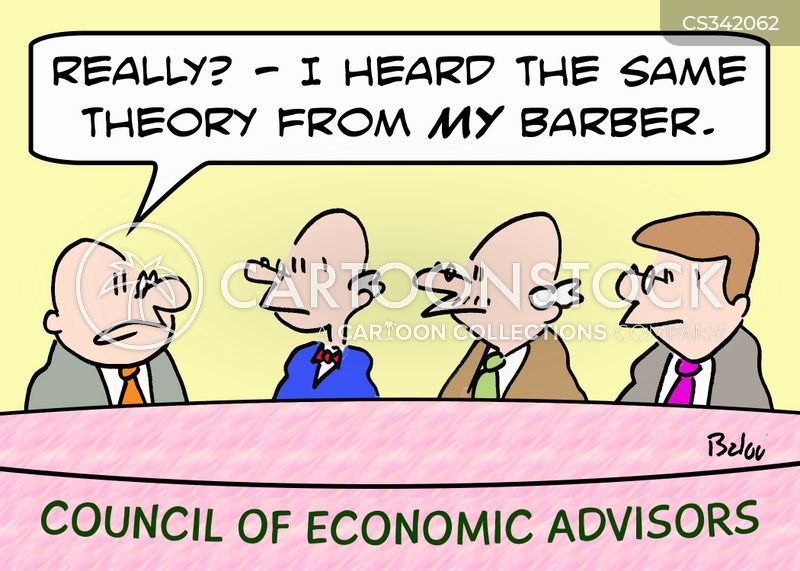 CS342062
REALLY? - I HEARD THE SAME
THEORY FROM MY BARBER.
CARTOONSTOCK
A CARTOON COLLECTIONS COMPANY
Baloo
COUNCIL OF ECONOMIC ADVISORS